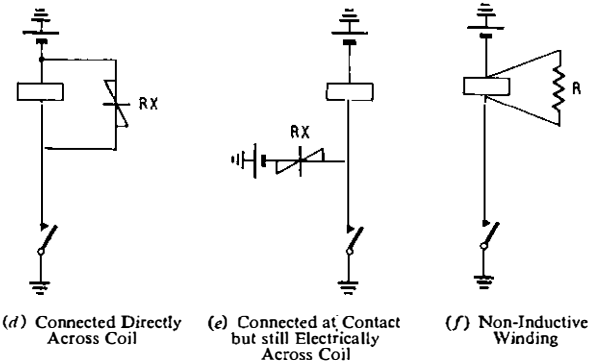 RX
RX
R
(d) Connected Directly
Across Coil
(e) Connected at Contact
but still Electrically
Across Coil
(f) Non-Inductive
Winding